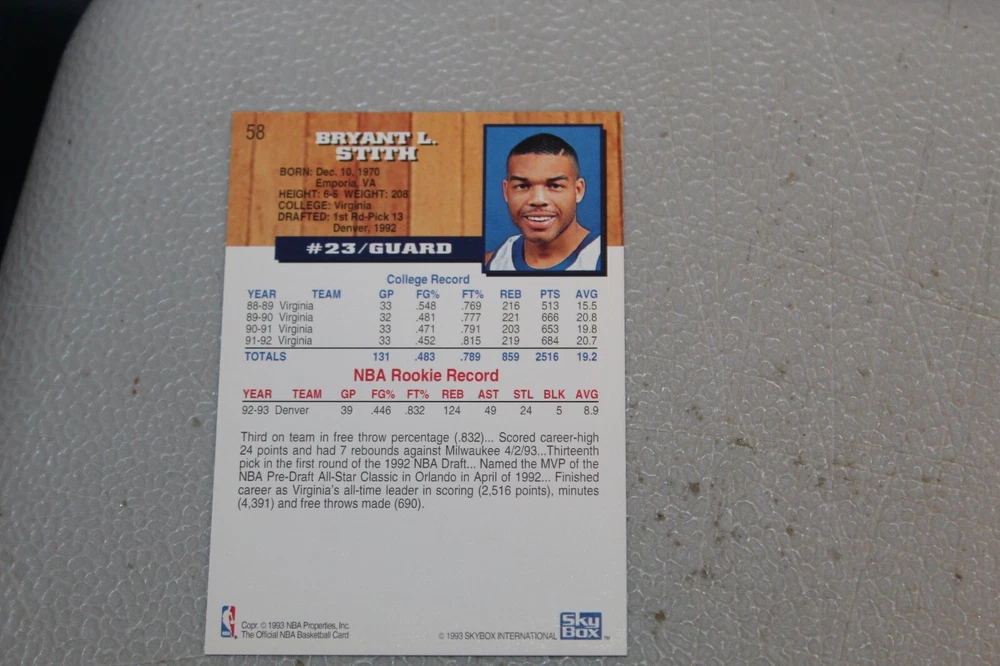 58
BRYANT L.
STITH
BORN: Dec. 10, 1970
Emporia, VA
HEIGHT: 6-6 WEIGHT: 208
COLLEGE: Virginia
DRAFTED: 1st Rd-Pick 13
Denver, 1992
#23/GUARD
College Record
YEAR TEAM GP FG% FT% REB PTS AVG
88-89 Virginia 33 .548 .769 216 513 15.5
89-90 Virginia 32 .481 .777 221 666 20.8
90-91 Virginia 33 .471 .791 203 653 19.8
91-92 Virginia 33 .452 .815 219 684 20.7
TOTALS 131 .483 .789 859 2516 19.2
NBA Rookie Record
YEAR TEAM GP FG% FT% REB AST STL BLK AVG
92-93 Denver 39 .446 .832 124 49 24 5 8.9
Third on team in free throw percentage (.832)... Scored career-high
24 points and had 7 rebounds against Milwaukee 4/2/93...Thirteenth
pick in the first round of the 1992 NBA Draft... Named the MVP of the
NBA Pre-Draft All-Star Classic in Orlando in April of 1992... Finished
career as Virginia's all-time leader in scoring (2,516 points), minutes
(4,391) and free throws made (690).
Copr. © 1993 NBA Properties, Inc.
The Official NBA Basketball Card
© 1993 SKYBOX INTERNATIONAL
Sky
Box ™